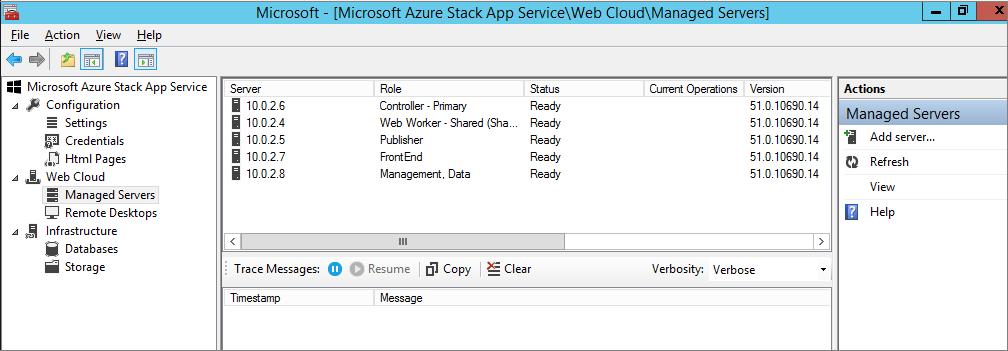 Microsoft - [Microsoft Azure Stack App Service\Web Cloud\Managed Servers]
File Action View Help
Microsoft Azure Stack App Service
Configuration
Settings
Credentials
Html Pages
Web Cloud
Managed Servers
Remote Desktops
Infrastructure
Databases
Storage
Server Role Status Current Operations Version
10.0.2.6 Controller - Primary Ready 51.0.10690.14
10.0.2.4 Web Worker - Shared (Sha... Ready 51.0.10690.14
10.0.2.5 Publisher Ready 51.0.10690.14
10.0.2.7 FrontEnd Ready 51.0.10690.14
10.0.2.8 Management, Data Ready 51.0.10690.14
Trace Messages: Resume Copy Clear Verbosity: Verbose
Timestamp Message
Actions
Managed Servers
Add server...
Refresh
View
Help